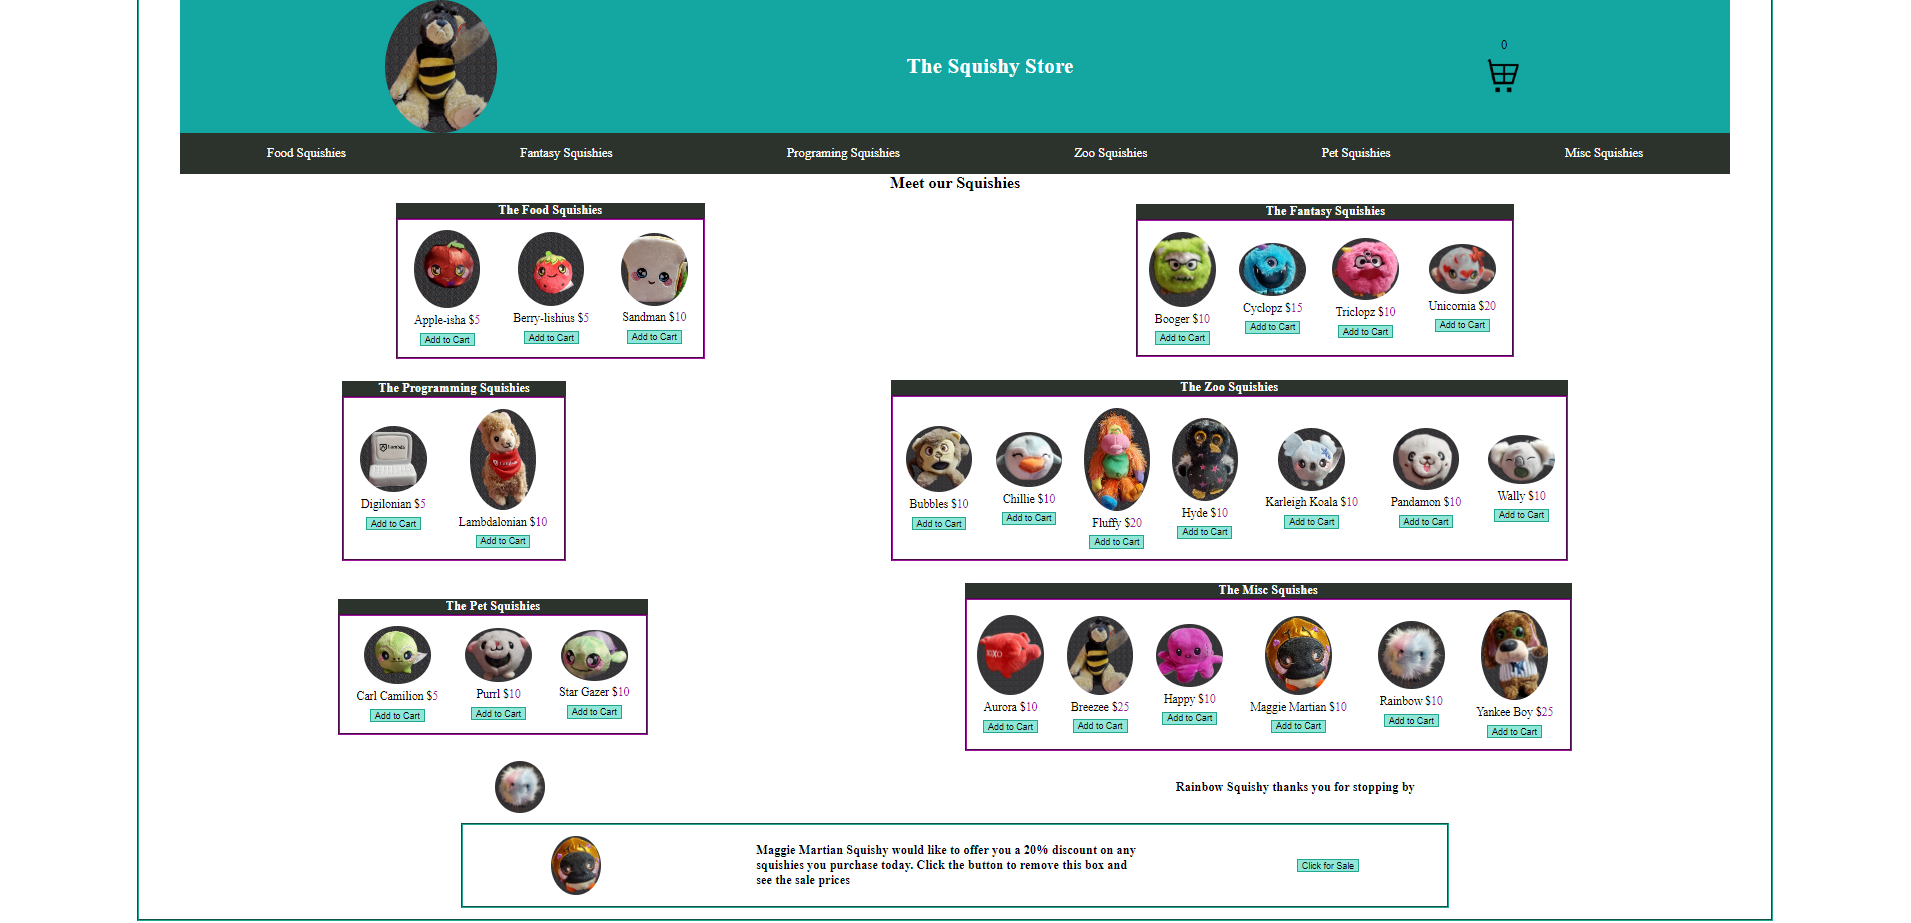 0
The Squishy Store
Food Squishies
Fantasy Squishies
Programing Squishies
Zoo Squishies
Pet Squishies
Misc Squishies
Meet our Squishies
The Food Squishies
Apple-isha $5
Add to Cart
Berry-lishius $5
Add to Cart
Sandman $10
Add to Cart
The Fantasy Squishies
Booger $10
Add to Cart
Cyclopz $15
Add to Cart
Triclopz $10
Add to Cart
Unicornia $20
Add to Cart
The Programming Squishies
Lambda
Digilonian $5
Add to Cart
Lambdalonian $10
Add to Cart
The Zoo Squishies
Bubbles $10
Add to Cart
Chillie $10
Add to Cart
Fluffy $20
Add to Cart
Hyde $10
Add to Cart
Karleigh Koala $10
Add to Cart
Pandamon $10
Add to Cart
Wally $10
Add to Cart
The Pet Squishies
Carl Camilion $5
Add to Cart
Purrl $10
Add to Cart
Star Gazer $10
Add to Cart
The Misc Squishes
XOXO
Aurora $10
Add to Cart
Breezee $25
Add to Cart
Happy $10
Add to Cart
Maggie Martian $10
Add to Cart
Rainbow $10
Add to Cart
Yankee Boy $25
Add to Cart
Rainbow Squishy thanks you for stopping by
Maggie Martian Squishy would like to offer you a 20% discount on any
squishies you purchase today. Click the button to remove this box and
see the sale prices
Click for Sale